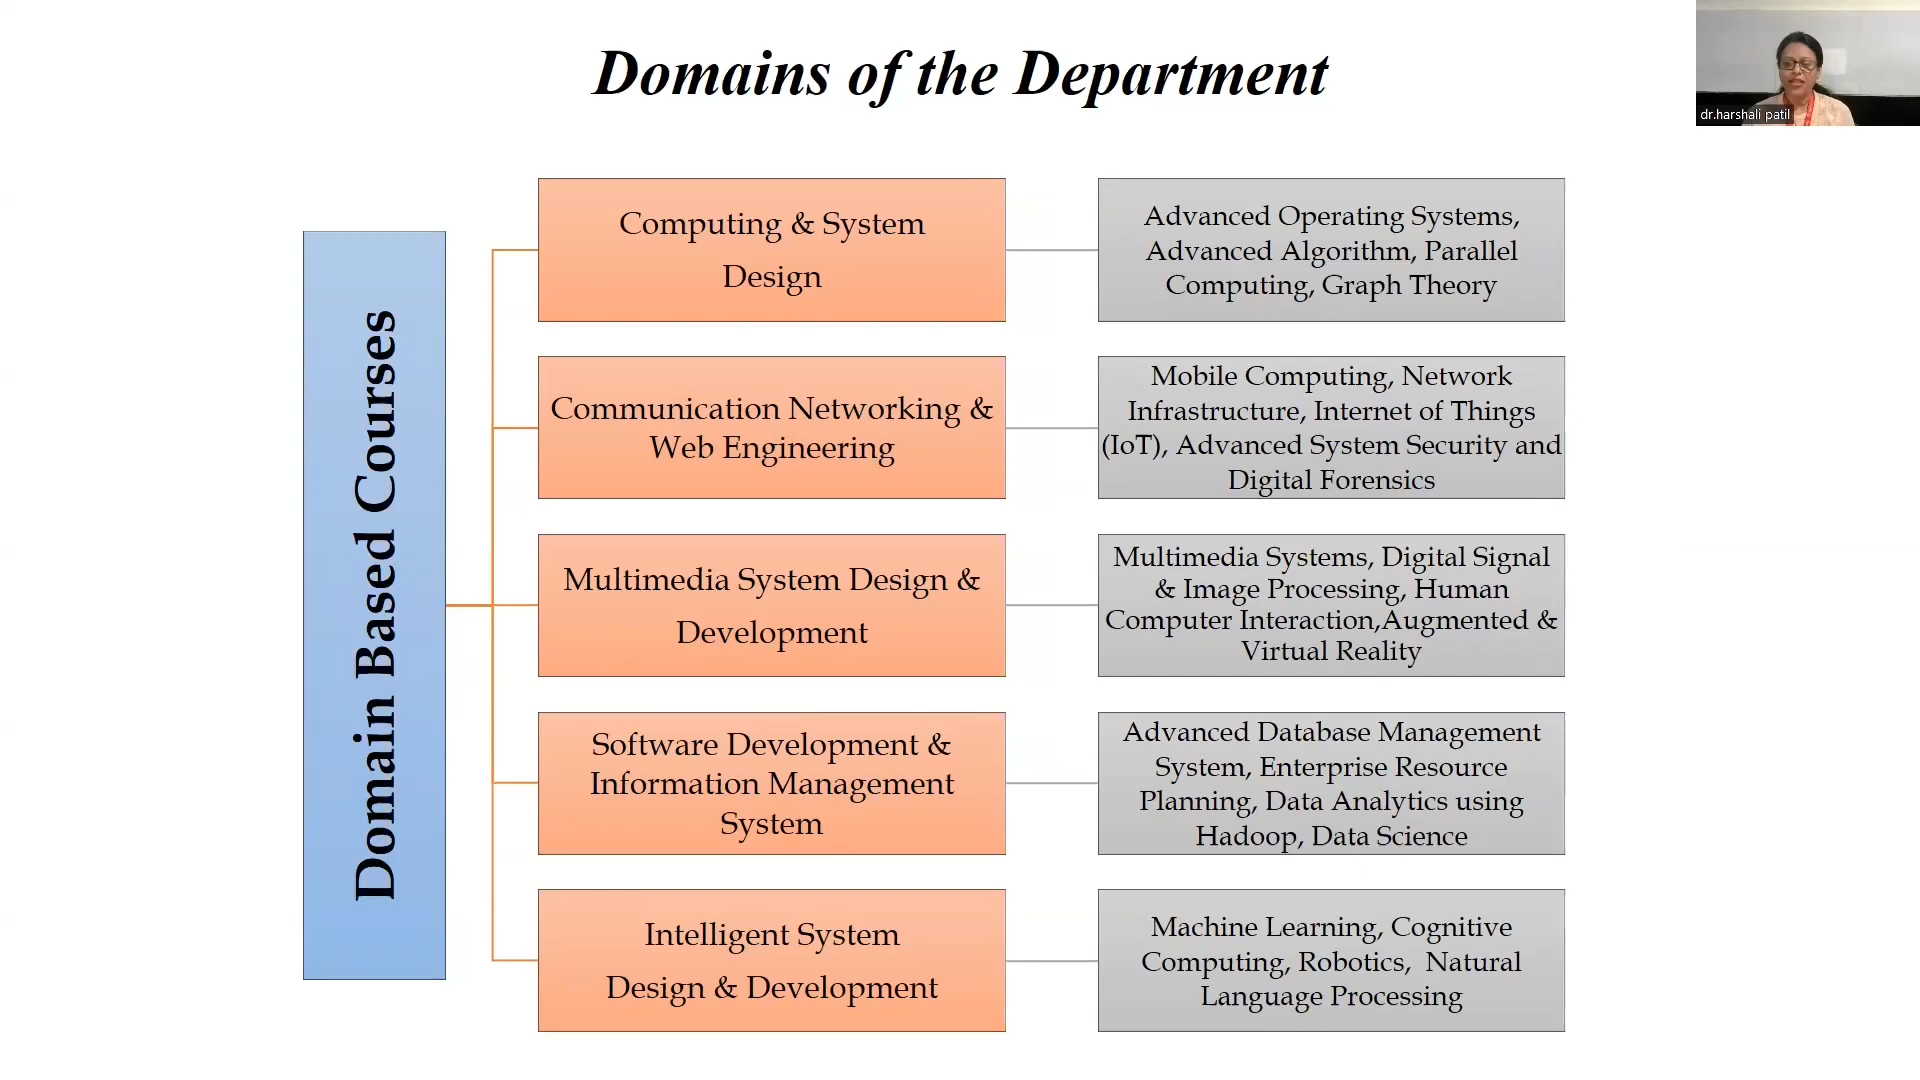 Domains of the Department
dr.harshali patil
Domain Based Courses
Computing & System
Design
Advanced Operating Systems,
Advanced Algorithm, Parallel
Computing, Graph Theory
Communication Networking &
Web Engineering
Mobile Computing, Network
Infrastructure, Internet of Things
(IoT), Advanced System Security and
Digital Forensics
Multimedia System Design &
Development
Multimedia Systems, Digital Signal
& Image Processing, Human
Computer Interaction,Augmented &
Virtual Reality
Software Development &
Information Management
System
Advanced Database Management
System, Enterprise Resource
Planning, Data Analytics using
Hadoop, Data Science
Intelligent System
Design & Development
Machine Learning, Cognitive
Computing, Robotics,  Natural
Language Processing